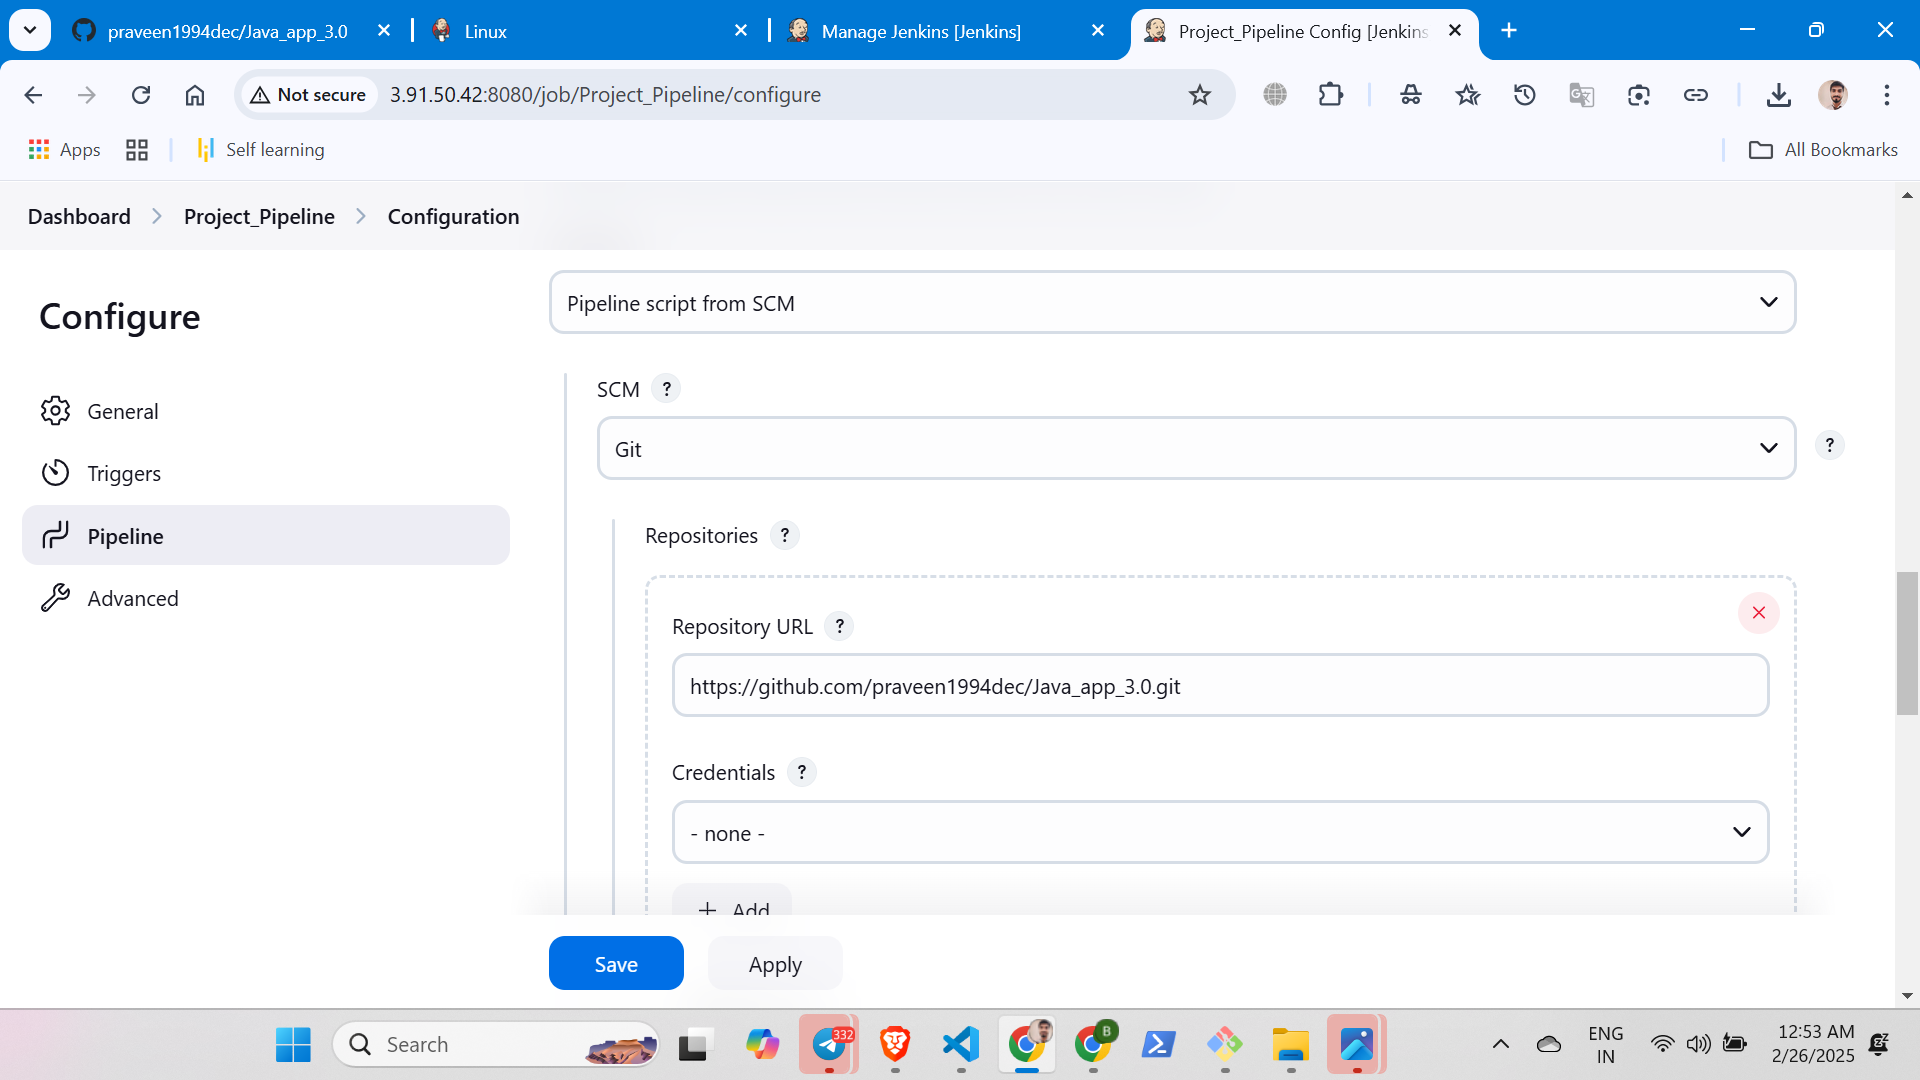 praveen1994dec/Java_app_3.0
Linux
Manage Jenkins [Jenkins]
Project_Pipeline Config [Jenkins
Not secure
3.91.50.42:8080/job/Project_Pipeline/configure
Apps
Self learning
All Bookmarks
Dashboard
Project_Pipeline
Configuration
Configure
General
Triggers
Pipeline
Advanced
Pipeline script from SCM
SCM ?
Git
?
Repositories ?
Repository URL ?
https://github.com/praveen1994dec/Java_app_3.0.git
Credentials ?
- none -
+ Add
Save
Apply
Search
332
B
ENG
IN
12:53 AM
2/26/2025